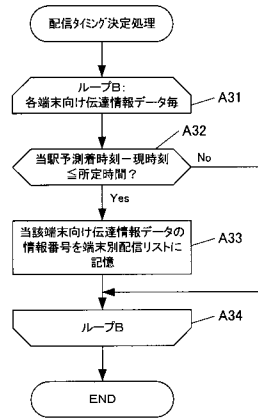 配信タイミング決定処理
ループB:
各端末向け伝達情報データ毎
A31
A32
当駅予測着時刻-現時刻
≦所定時間?
No
Yes
当該端末向け伝達情報データの
情報番号を端末別配信リストに
記憶
A33
ループB
A34
END